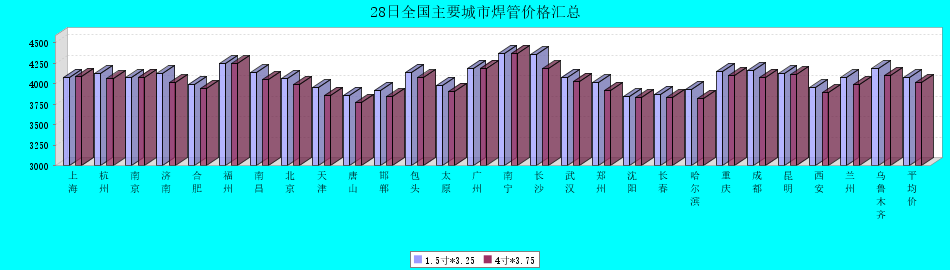 28日全国主要城市焊管价格汇总
4500
4250
4000
3750
3500
3250
3000
上海
杭州
南京
济南
合肥
福州
南昌
北京
天津
唐山
邯郸
包头
太原
广州
南宁
长沙
武汉
郑州
沈阳
长春
哈尔滨
重庆
成都
昆明
西安
兰州
乌鲁木齐
平均价
1.5寸*3.25
4寸*3.75